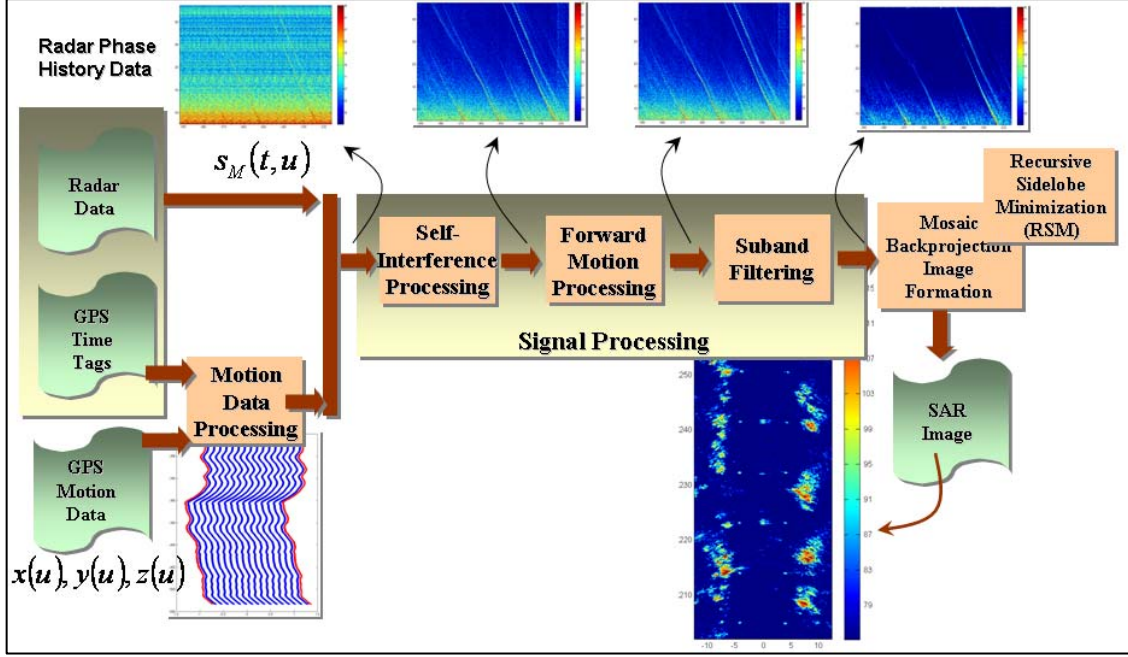 Radar Phase
History Data
s_M(t,u)
Radar
Data
GPS
Time
Tags
Motion
Data
Processing
GPS
Motion
Data
x(u), y(u), z(u)
Self-
Interference
Processing
Forward
Motion
Processing
Suband
Filtering
Signal Processing
Mosaic
Backprojection
Image
Formation
Recursive
Sidelobe
Minimization
(RSM)
SAR
Image
250
240
230
220
210
-10
-5
0
5
10
107
103
99
95
91
87
83
79